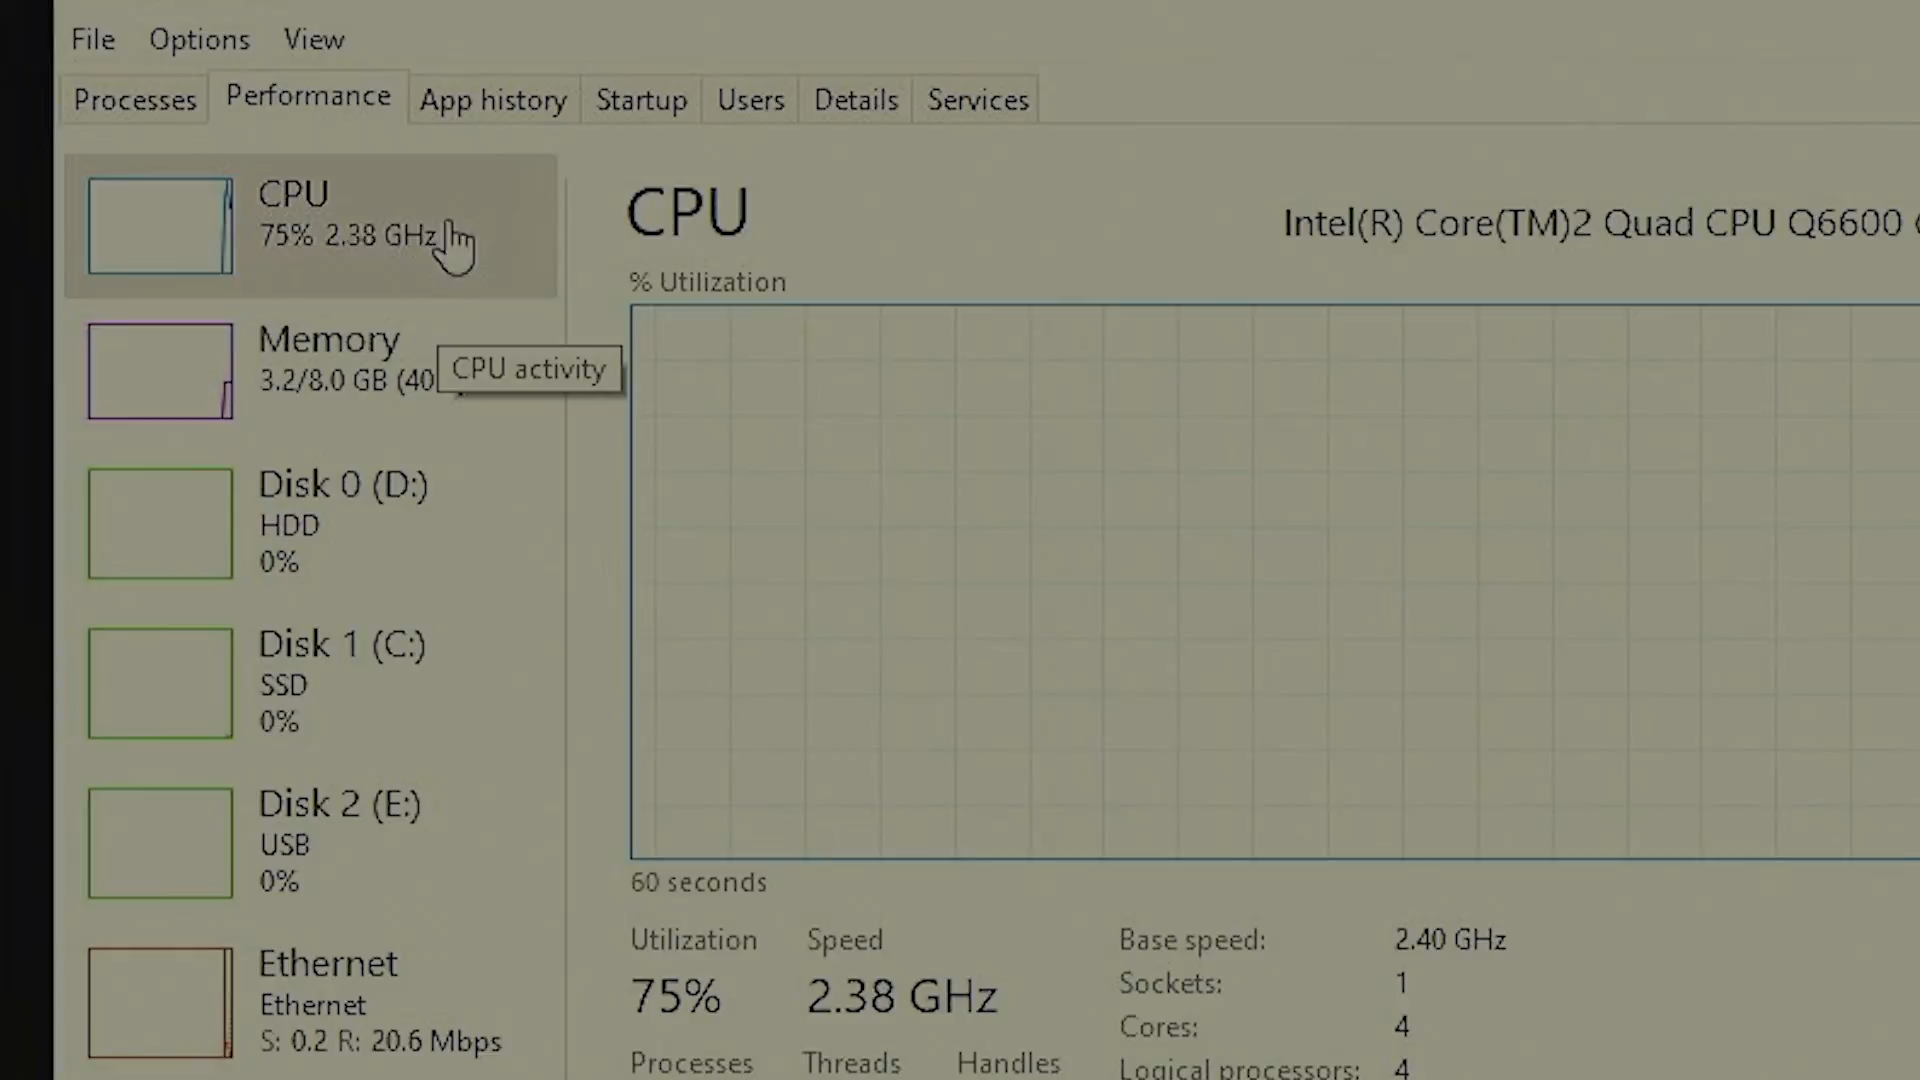 File Options View
Processes Performance App history Startup Users Details Services
CPU
75% 2.38 GHz
Memory
3.2/8.0 GB (40
CPU activity
Disk 0 (D:)
HDD
0%
Disk 1 (C:)
SSD
0%
Disk 2 (E:)
USB
0%
Ethernet
Ethernet
S: 0.2 R: 20.6 Mbps
CPU
Intel(R) Core(TM)2 Quad CPU Q6600
% Utilization
60 seconds
Utilization Speed
75% 2.38 GHz
Processes Threads Handles
Base speed: 2.40 GHz
Sockets: 1
Cores: 4
Logical processors: 4